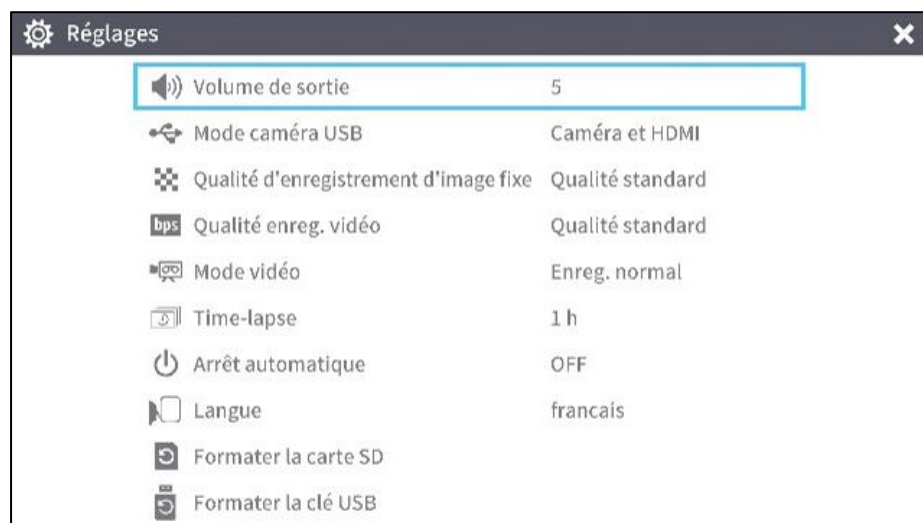 Réglages
Volume de sortie 5
Mode caméra USB Caméra et HDMI
Qualité d'enregistrement d'image fixe Qualité standard
bps Qualité enreg. vidéo Qualité standard
Mode vidéo Enreg. normal
Time-lapse 1 h
Arrêt automatique OFF
Langue francais
Formater la carte SD
Formater la clé USB